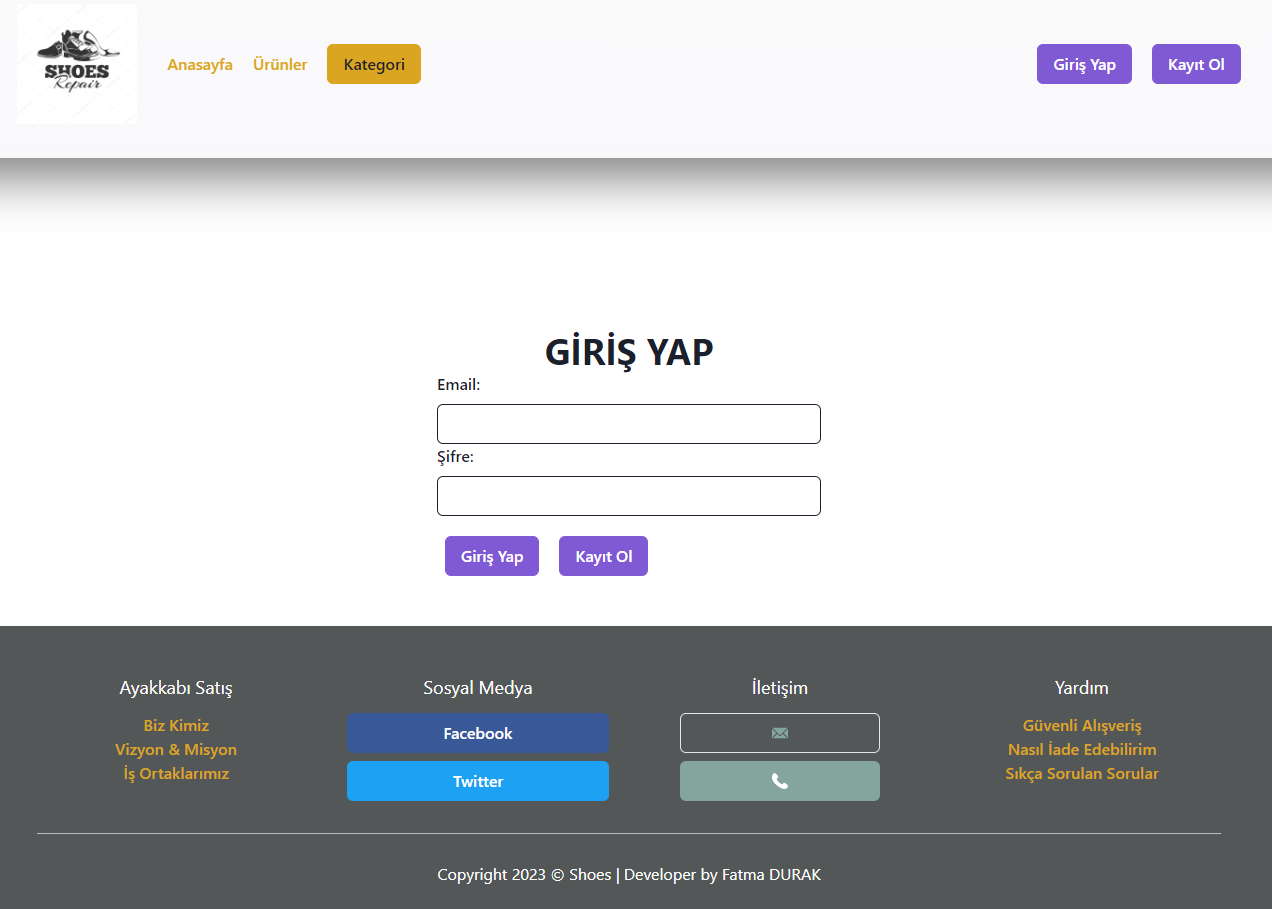 SHOES
Repair
Anasayfa
Ürünler
Kategori
Giriş Yap
Kayıt Ol
GİRİŞ YAP
Email:
Şifre:
Giriş Yap
Kayıt Ol
Ayakkabı Satış
Biz Kimiz
Vizyon & Misyon
İş Ortaklarımız
Sosyal Medya
Facebook
Twitter
İletişim
Yardım
Güvenli Alışveriş
Nasıl İade Edebilirim
Sıkça Sorulan Sorular
Copyright 2023 © Shoes | Developer by Fatma DURAK